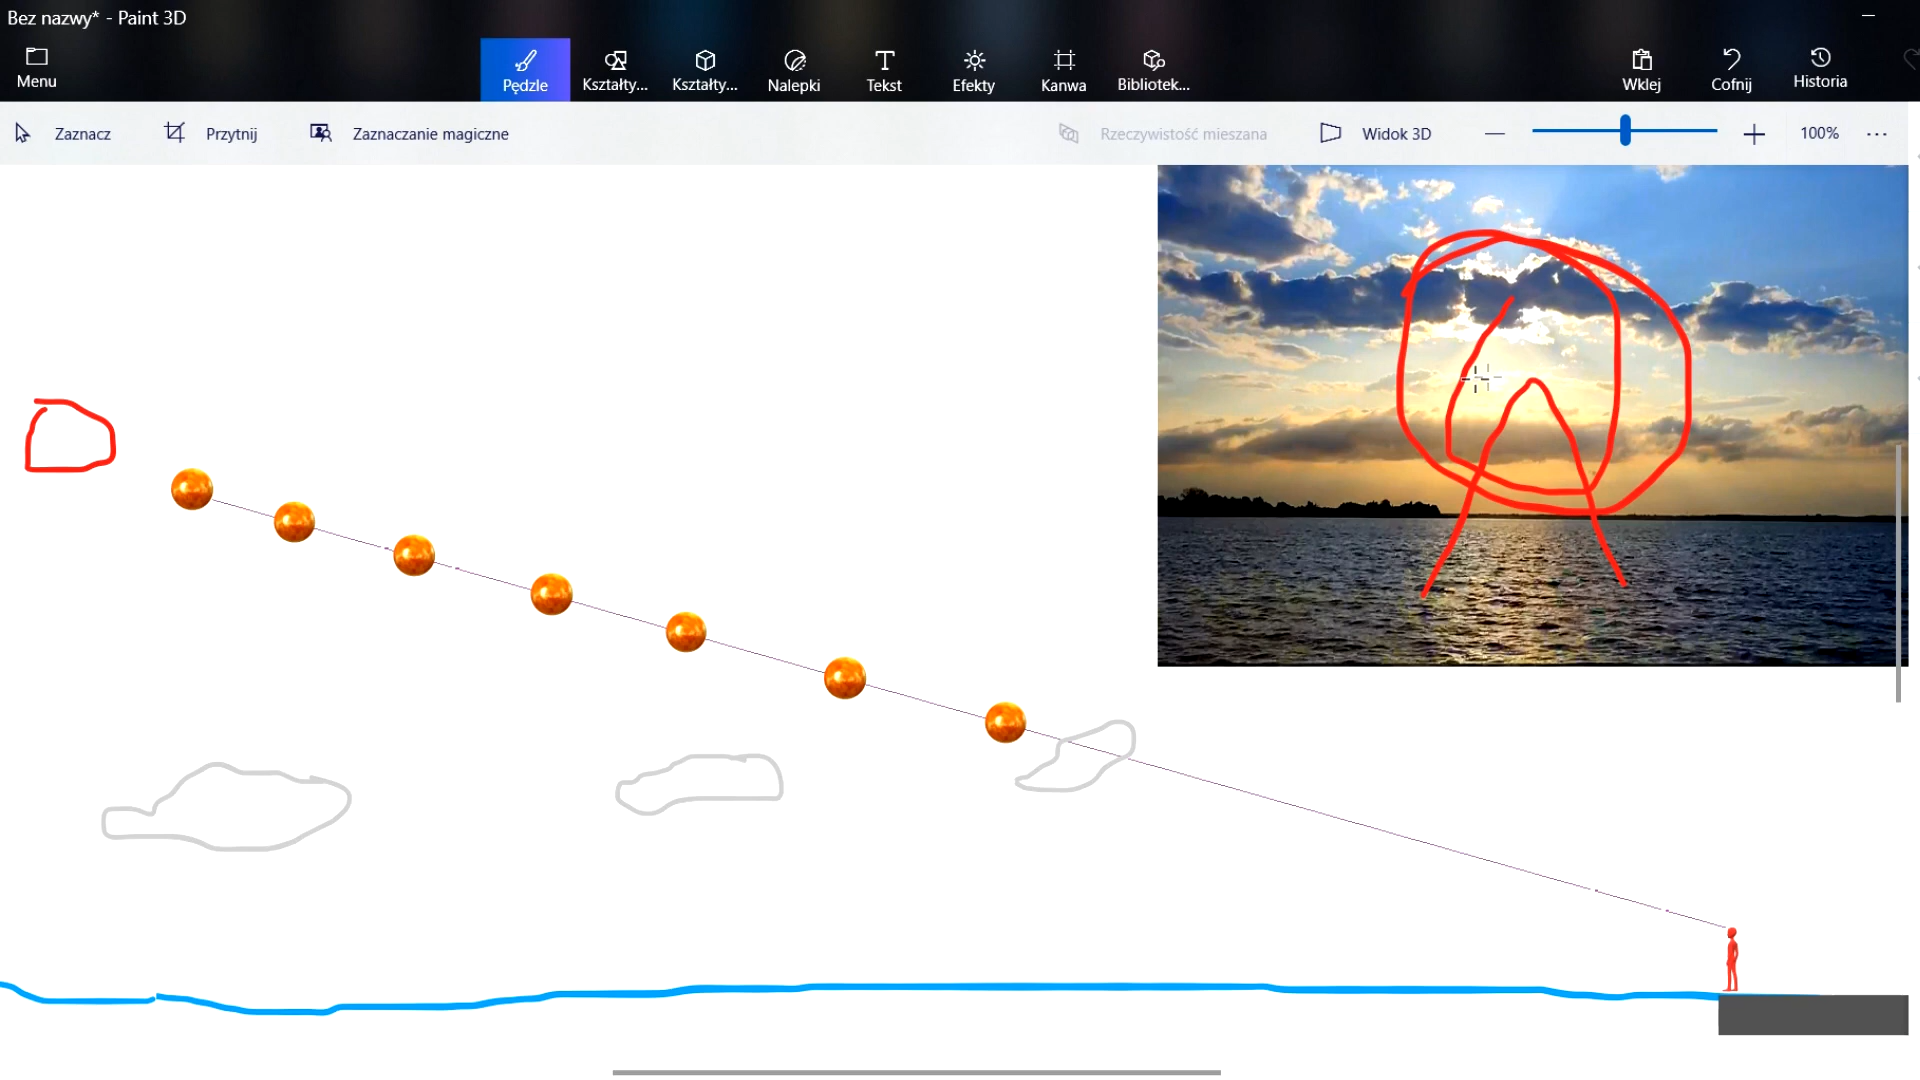 Bez nazwy* - Paint 3D
Menu
Pędzle
Kształty...
Kształty...
Nalepki
Tekst
Efekty
Kanwa
Bibliotek...
Wklej
Cofnij
Historia
Zaznacz
Przytnij
Zaznaczanie magiczne
Rzeczywistość mieszana
Widok 3D
100%